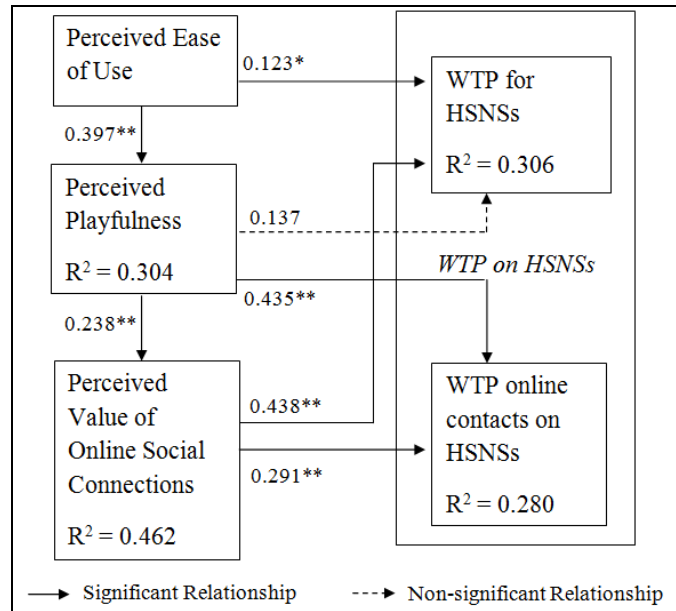 Perceived Ease
of Use
0.123*
WTP for
HSNSs
R² = 0.306
0.397**
Perceived
Playfulness
R² = 0.304
0.137
WTP on HSNSs
0.435**
0.238**
Perceived
Value of
Online Social
Connections
R² = 0.462
0.438**
0.291**
WTP online
contacts on
HSNSs
R² = 0.280
Significant Relationship
Non-significant Relationship